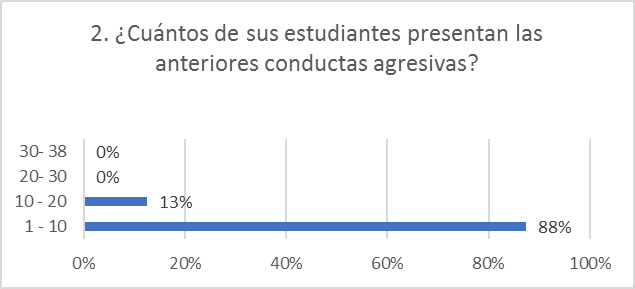 2. ¿Cuántos de sus estudiantes presentan las
anteriores conductas agresivas?
30- 38 0%
20- 30 0%
10 - 20 13%
1 - 10 88%
0% 20% 40% 60% 80% 100%